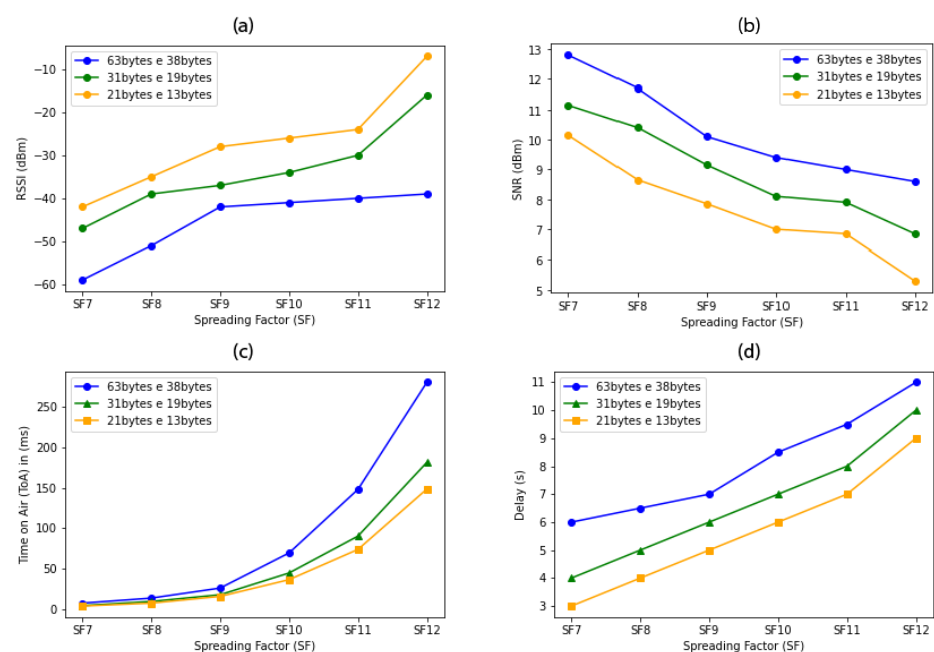 (a)
63bytes e 38bytes
31bytes e 19bytes
21bytes e 13bytes
RSSI (dBm)
−10
−20
−30
−40
−50
−60
SF7 SF8 SF9 SF10 SF11 SF12
Spreading Factor (SF)
(b)
63bytes e 38bytes
31bytes e 19bytes
21bytes e 13bytes
SNR (dBm)
13
12
11
10
9
8
7
6
5
SF7 SF8 SF9 SF10 SF11 SF12
Spreading Factor (SF)
(c)
63bytes e 38bytes
31bytes e 19bytes
21bytes e 13bytes
Time on Air (ToA) in (ms)
250
200
150
100
50
0
SF7 SF8 SF9 SF10 SF11 SF12
Spreading Factor (SF)
(d)
63bytes e 38bytes
31bytes e 19bytes
21bytes e 13bytes
Delay (s)
11
10
9
8
7
6
5
4
3
SF7 SF8 SF9 SF10 SF11 SF12
Spreading Factor (SF)